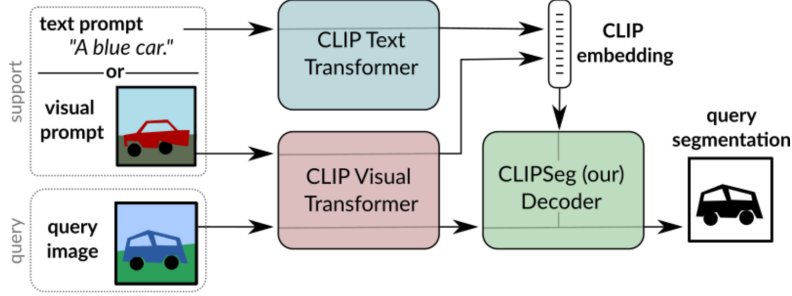 support
text prompt
"A blue car."
or
visual
prompt
CLIP Text
Transformer
CLIP
embedding
query
query
image
CLIP Visual
Transformer
CLIPSeg (our)
Decoder
query
segmentation